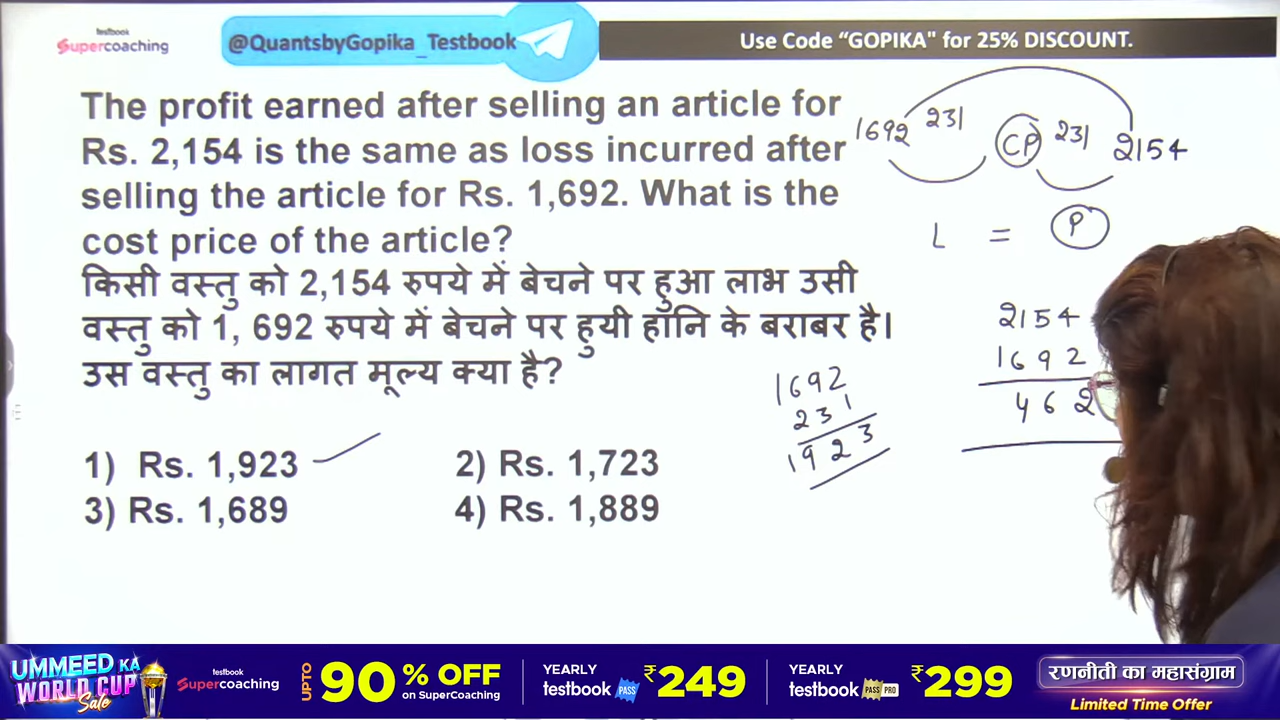 testbook
Supercoaching
@QuantsbyGopika_Testbook
Use Code “GOPIKA" for 25% DISCOUNT.
The profit earned after selling an article for
Rs. 2,154 is the same as loss incurred after
selling the article for Rs. 1,692. What is the
cost price of the article?
किसी वस्तु को 2,154 रुपये में बेचने पर हुआ लाभ उसी
वस्तु को 1, 692 रुपये में बेचने पर हुयी हानि के बराबर है।
उस वस्तु का लागत मूल्य क्या है?
1) Rs. 1,923
2) Rs. 1,723
3) Rs. 1,689
4) Rs. 1,889
1692 231 CP 231 2154
L = P
2154
1692
462
1692
231
1923
UMMEED KA
WORLD CUP
Sale
testbook
Supercoaching
UPTO 90% OFF
on SuperCoaching
YEARLY
testbook PASS
₹249
YEARLY
testbook PASS PRO
₹299
रणनीती का महासंग्राम
Limited Time Offer